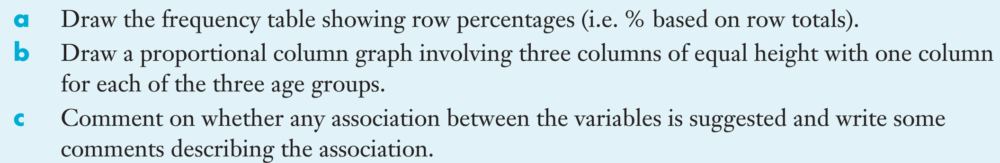 a Draw the frequency table showing row percentages (i.e. % based on row totals).
b Draw a proportional column graph involving three columns of equal height with one column
for each of the three age groups.
c Comment on whether any association between the variables is suggested and write some
comments describing the association.